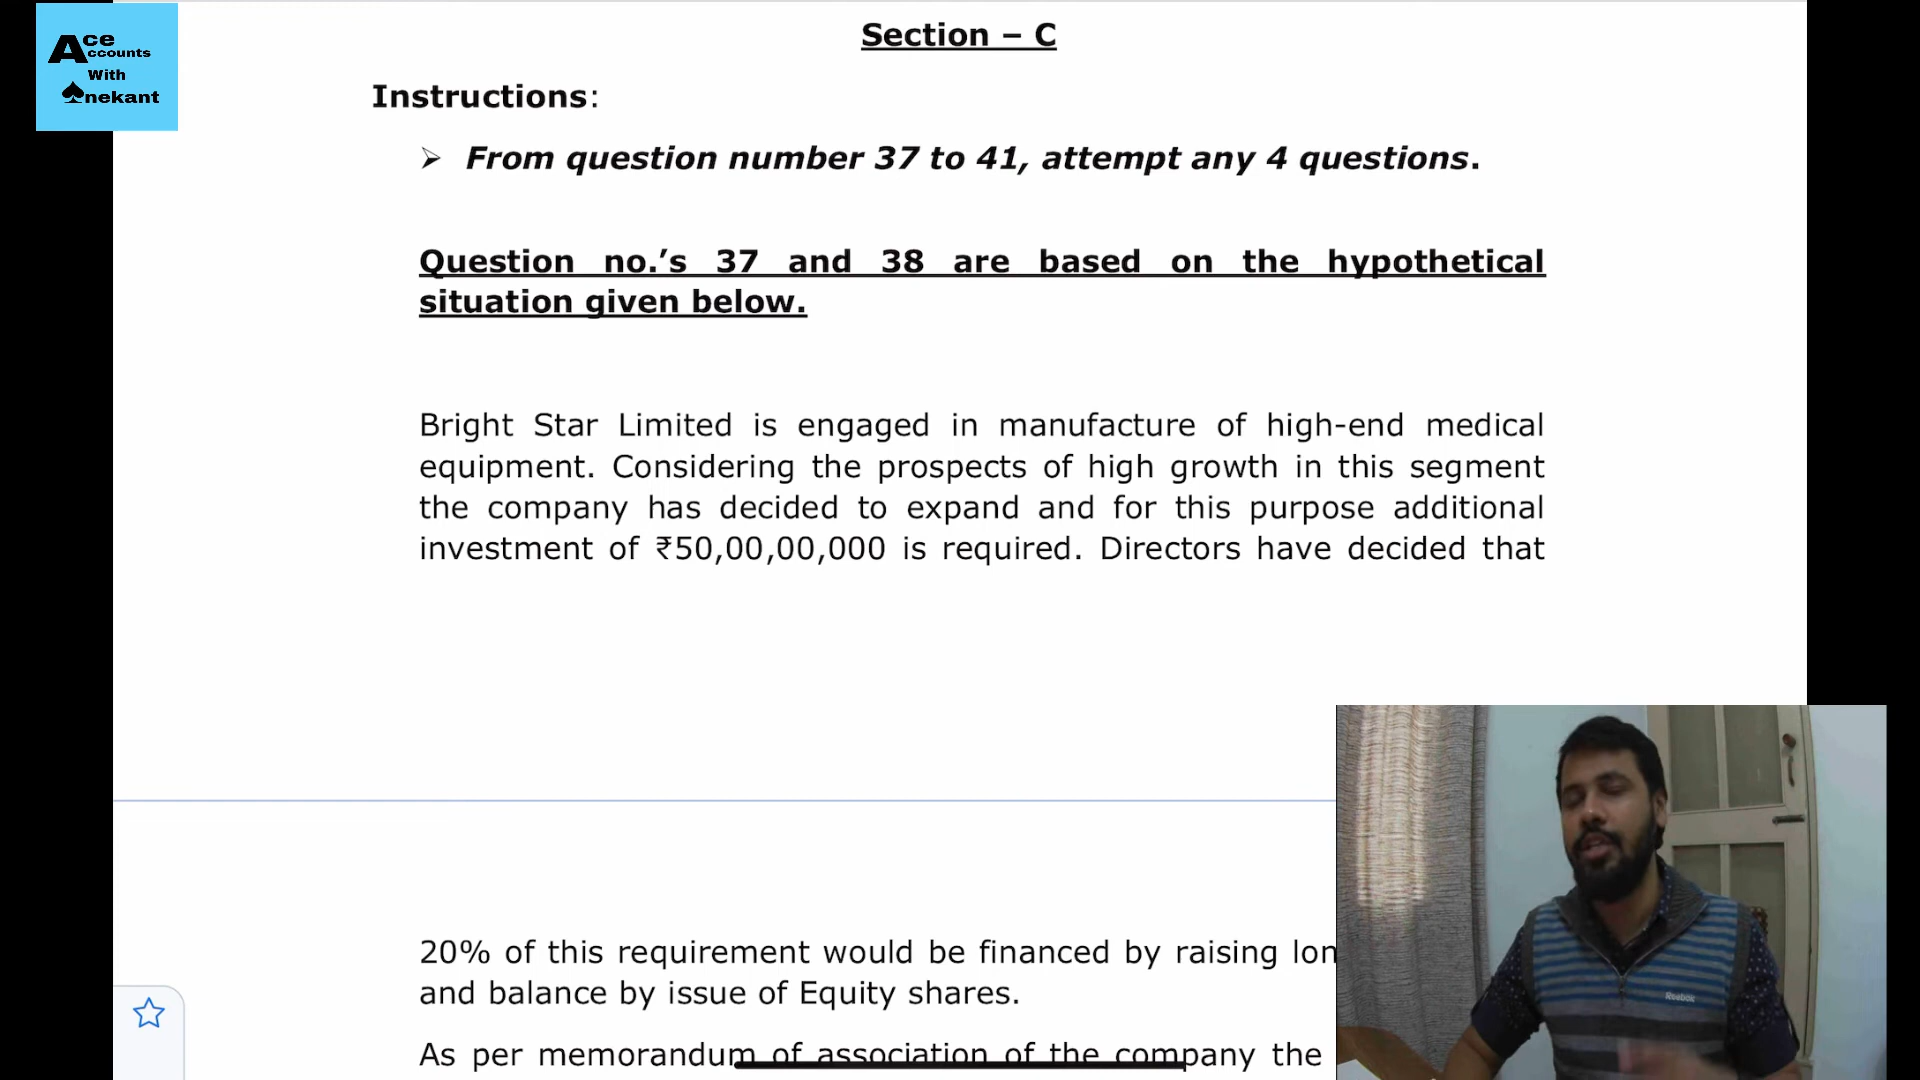 Ace
Accounts
With
Anekant
Section – C
Instructions:
➢ From question number 37 to 41, attempt any 4 questions.
Question no.’s 37 and 38 are based on the hypothetical
situation given below.
Bright Star Limited is engaged in manufacture of high-end medical
equipment. Considering the prospects of high growth in this segment
the company has decided to expand and for this purpose additional
investment of ₹50,00,00,000 is required. Directors have decided that
20% of this requirement would be financed by raising lon
and balance by issue of Equity shares.
As per memorandum of association of the company the
Reebok